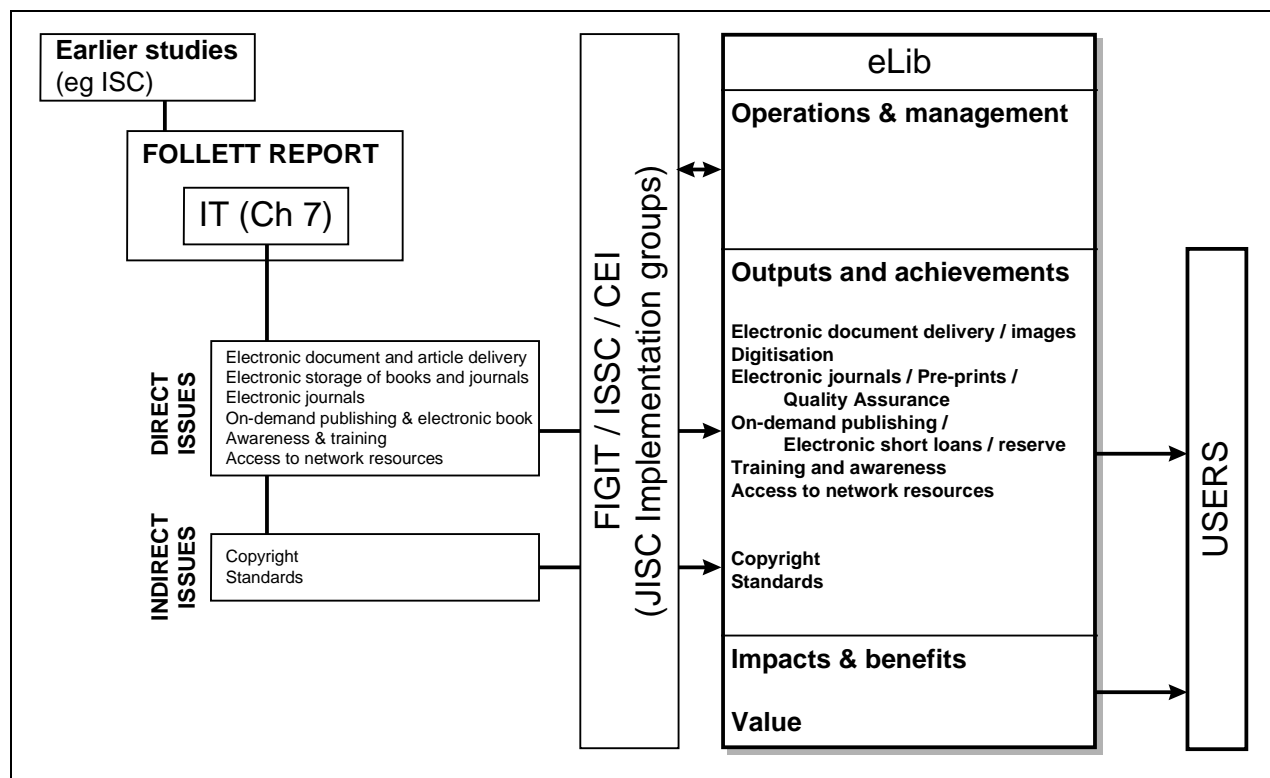 Earlier studies
(eg ISC)
FOLLETT REPORT
IT (Ch 7)
DIRECT
ISSUES
Electronic document and article delivery
Electronic storage of books and journals
Electronic journals
On-demand publishing & electronic book
Awareness & training
Access to network resources
INDIRECT
ISSUES
Copyright
Standards
FIGIT / ISSC / CEI
(JISC Implementation groups)
eLib
Operations & management
Outputs and achievements
Electronic document delivery / images
Digitisation
Electronic journals / Pre-prints /
Quality Assurance
On-demand publishing /
Electronic short loans / reserve
Training and awareness
Access to network resources
Copyright
Standards
Impacts & benefits
Value
USERS